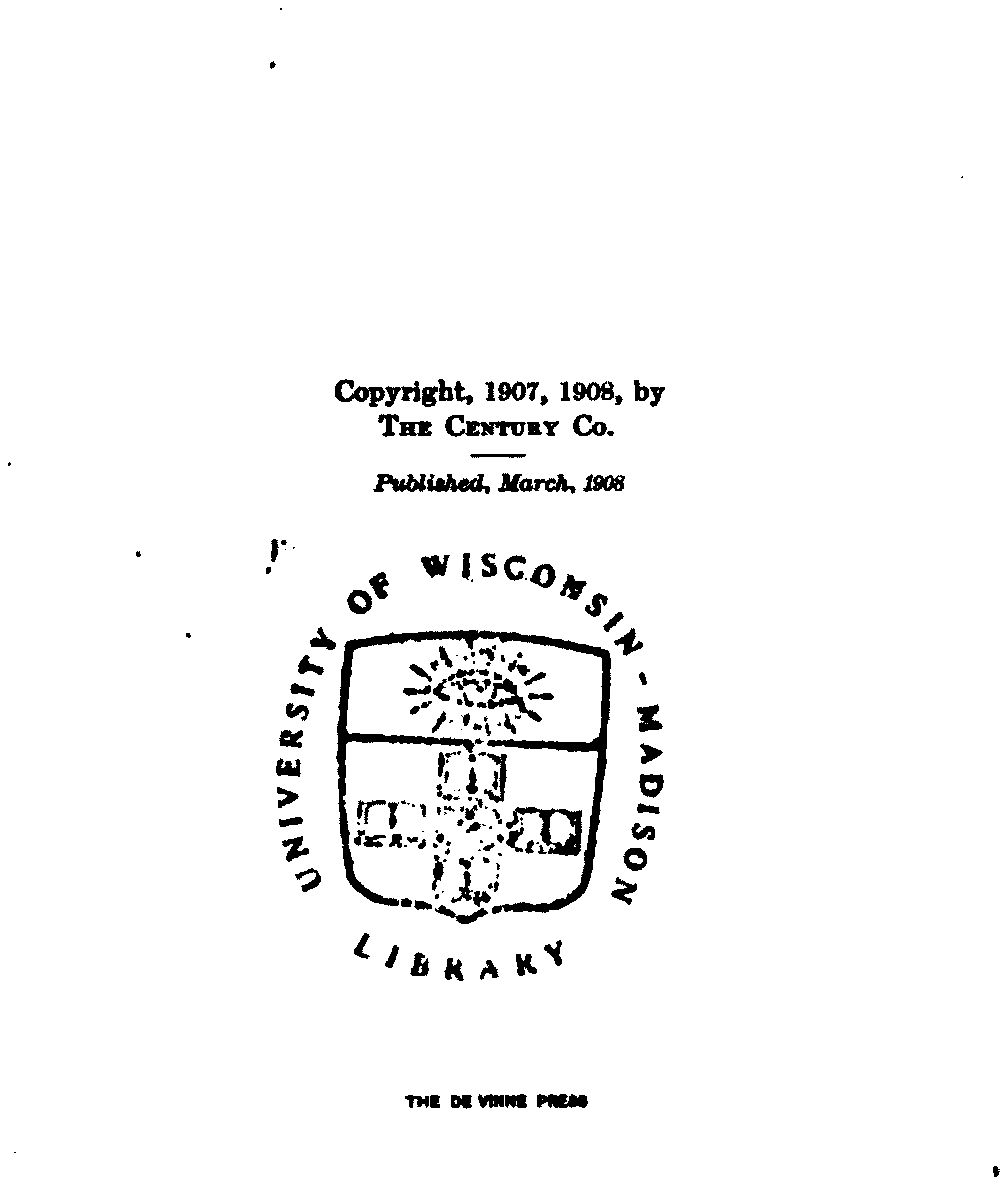 Copyright, 1907, 1908, by
THE CENTURY CO.
Published, March, 1908
UNIVERSITY OF WISCONSIN - MADISON
LIBRARY
THE DE VINNE PRESS